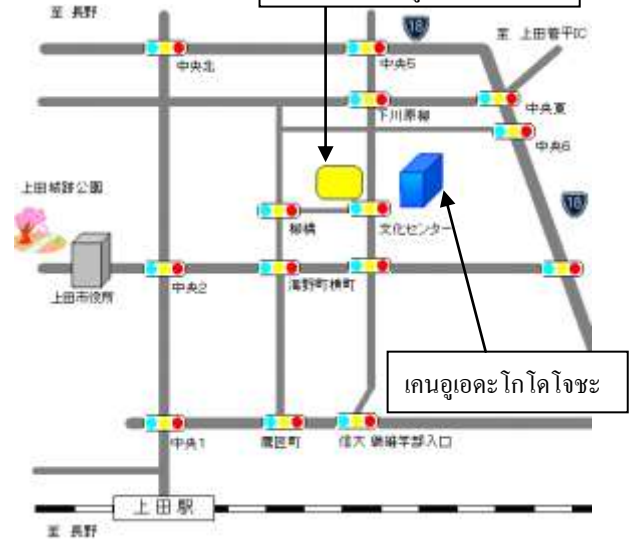 至 長野
18
至 上田菅平IC
中央北
中央5
下川原柳
中央東
中央6
上田城跡公園
18
柳橋
文化センター
上田市役所
中央2
海野町横町
เคนอูเอดะโกโดโจชะ
中央1
鷹匠町
信大 繊維学部入口
上田駅
至 長野